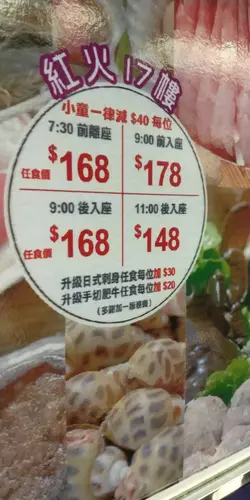 紅火17樓
小童一律減 $40 每位
7:30 前離座
任食價 $168
9:00 前入座
$178
9:00 後入座
任食價 $168
11:00 後入座
$148
升級日式刺身任食每位加 $30
升級手切肥牛任食每位加 $20
(多謝加一服務費)